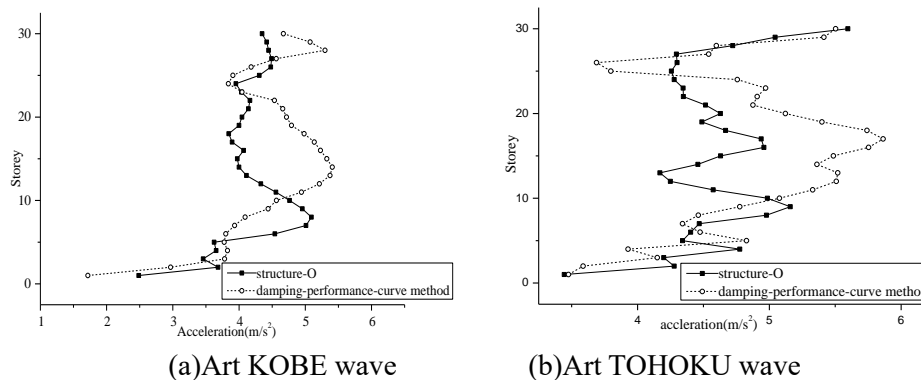 30
20
10
0
Storey
1 2 3 4 5 6
Acceleration(m/s²)
structure-O
damping-performance-curve method
(a)Art KOBE wave
30
20
10
0
Storey
4 5 6
accleration(m/s²)
structure-O
damping-performance-curve metho
(b)Art TOHOKU wave